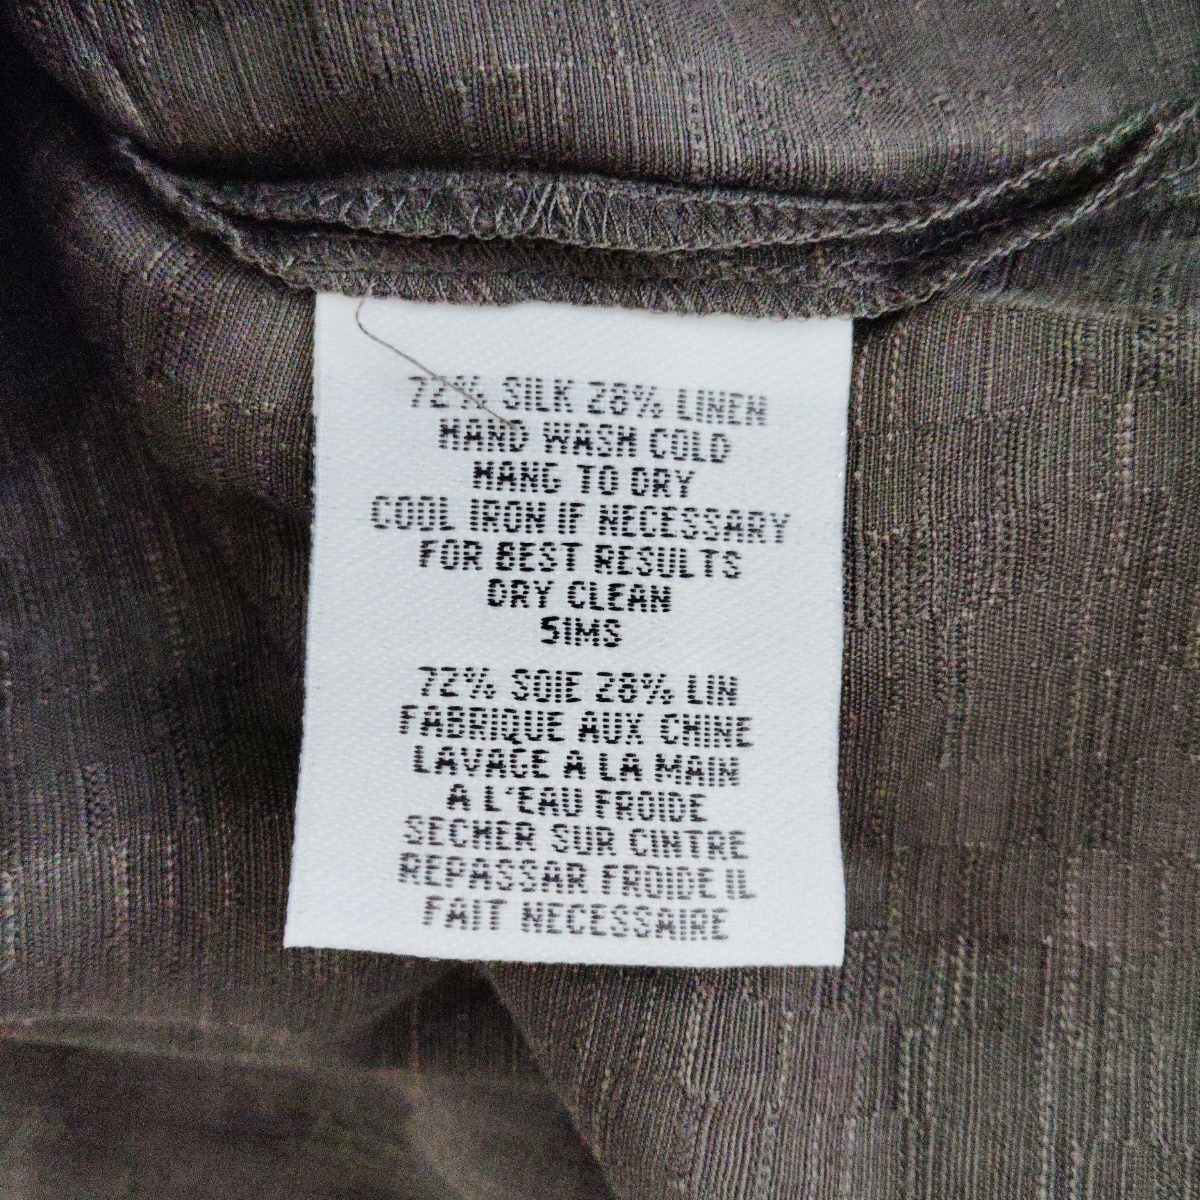 72% SILK 28% LINEN
HAND WASH COLD
HANG TO DRY
COOL IRON IF NECESSARY
FOR BEST RESULTS
DRY CLEAN
51MS
72% SOIE 28% LIN
FABRIQUE AUX CHINE
LAVAGE A LA MAIN
A L'EAU FROIDE
SECHER SUR CINTRE
REPASSAR FROIDE IL
FAIT NECESSAIRE